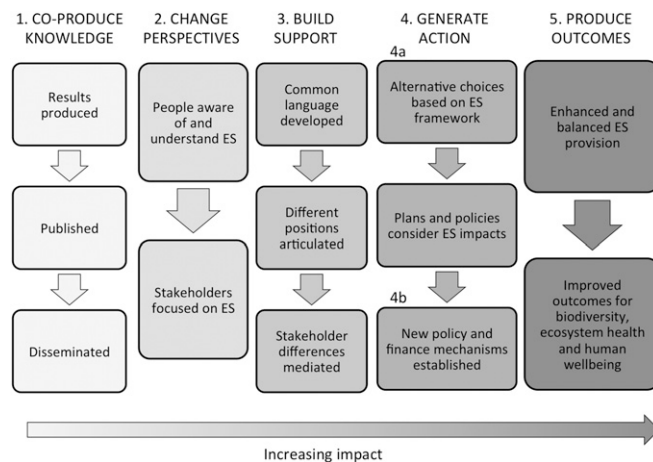 1. CO-PRODUCE
KNOWLEDGE
2. CHANGE
PERSPECTIVES
3. BUILD
SUPPORT
4. GENERATE
ACTION
5. PRODUCE
OUTCOMES
Results
produced
Published
Disseminated
People aware
of and
understand ES
Stakeholders
focused on ES
Common
language
developed
Different
positions
articulated
Stakeholder
differences
mediated
4a
Alternative choices
based on ES
framework
Plans and policies
consider ES impacts
4b
New policy and
finance mechanisms
established
Enhanced and
balanced ES
provision
Improved
outcomes for
biodiversity,
ecosystem health
and human
wellbeing
Increasing impact